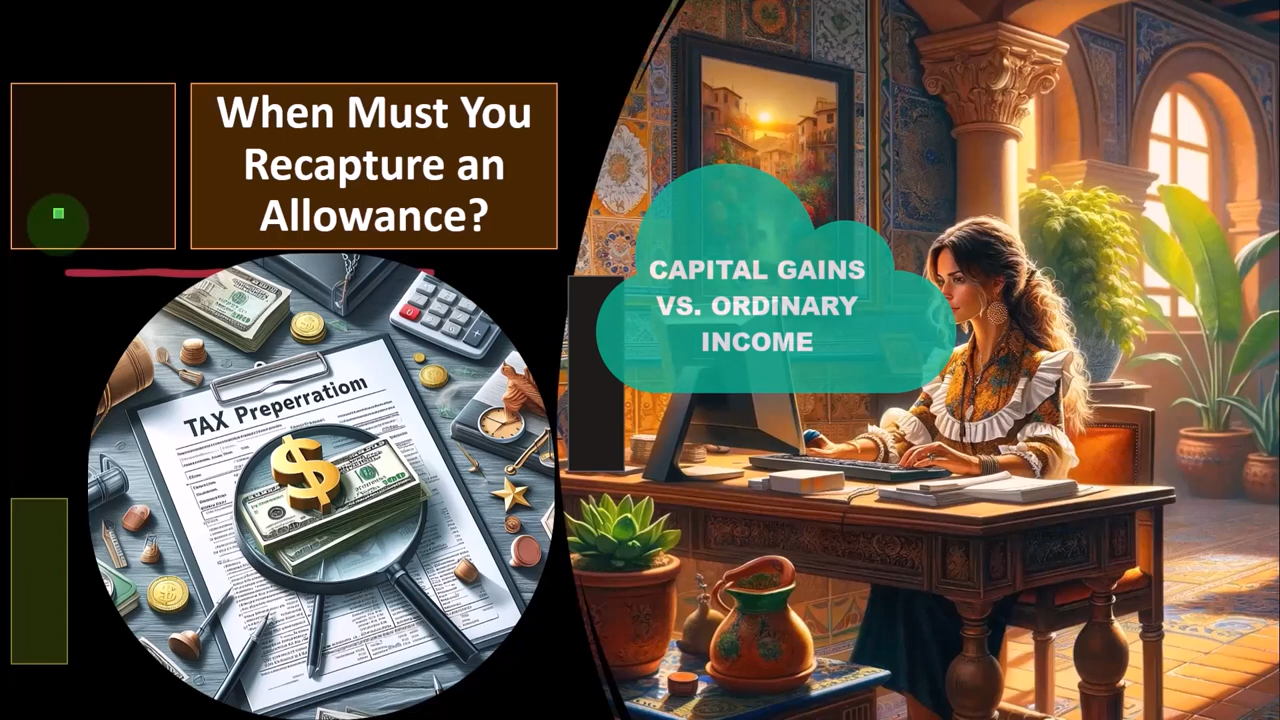 When Must You
Recapture an
Allowance?
CAPITAL GAINS
VS. ORDINARY
INCOME
TAX Preperratiom